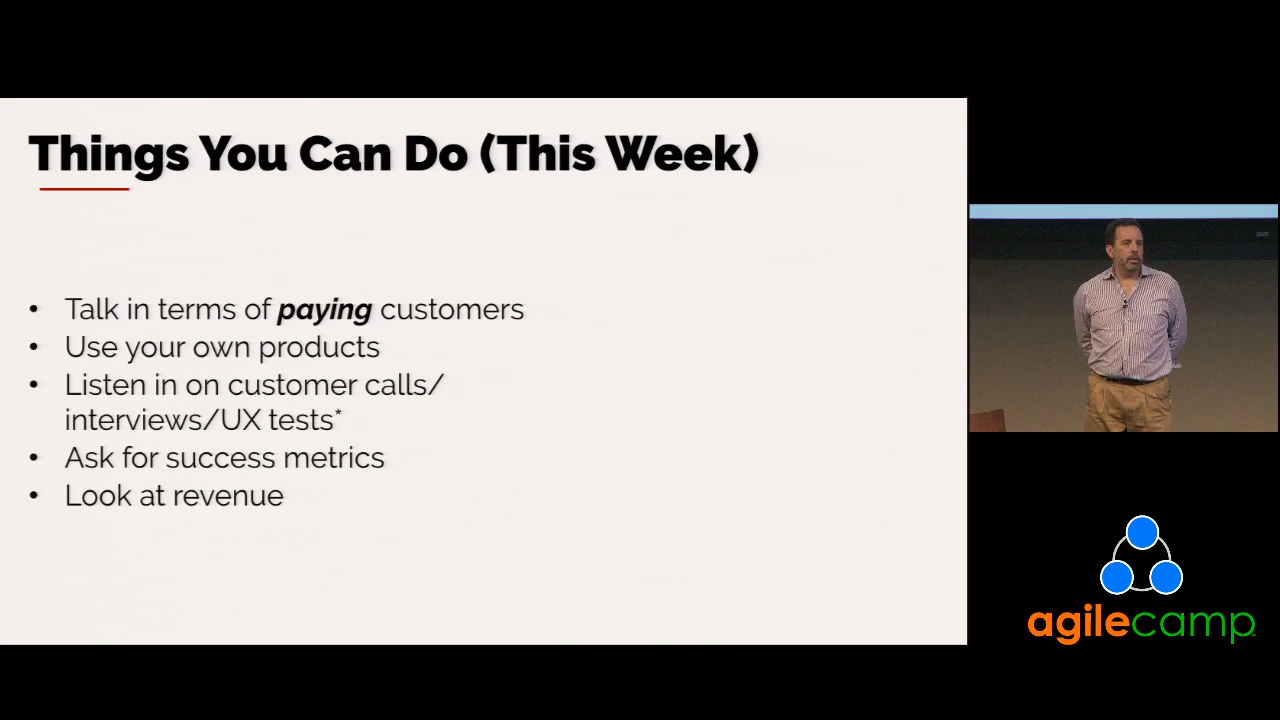 Things You Can Do (This Week)
• Talk in terms of paying customers
• Use your own products
• Listen in on customer calls/
interviews/UX tests*
• Ask for success metrics
• Look at revenue
agilecamp